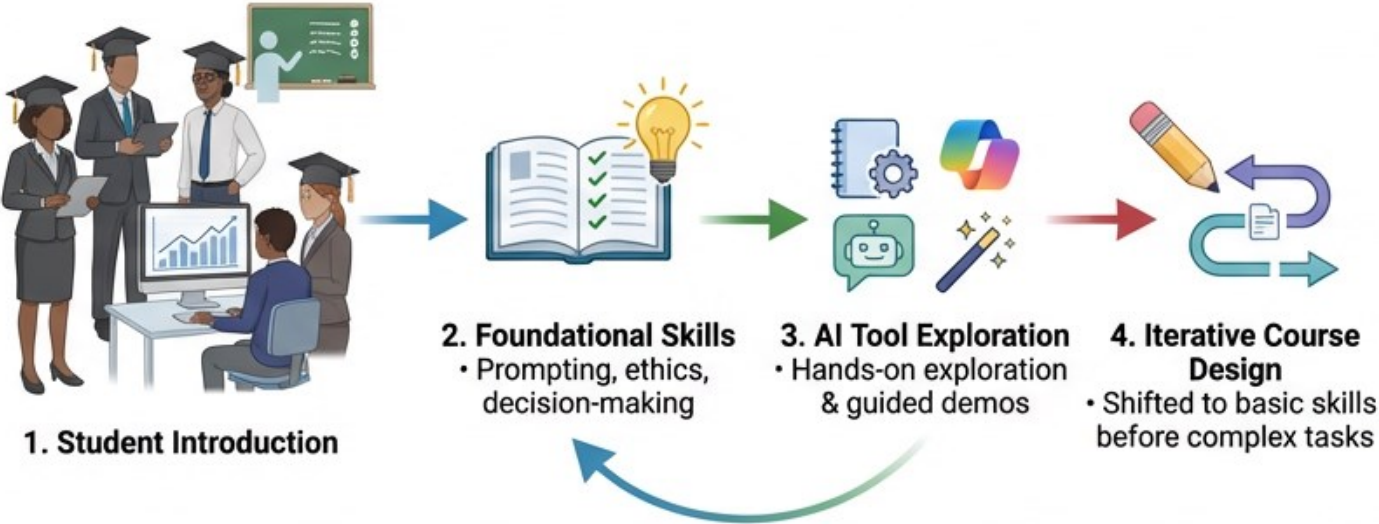 1. Student Introduction
2. Foundational Skills
• Prompting, ethics,
decision-making
3. AI Tool Exploration
• Hands-on exploration
& guided demos
4. Iterative Course
Design
• Shifted to basic skills
before complex tasks